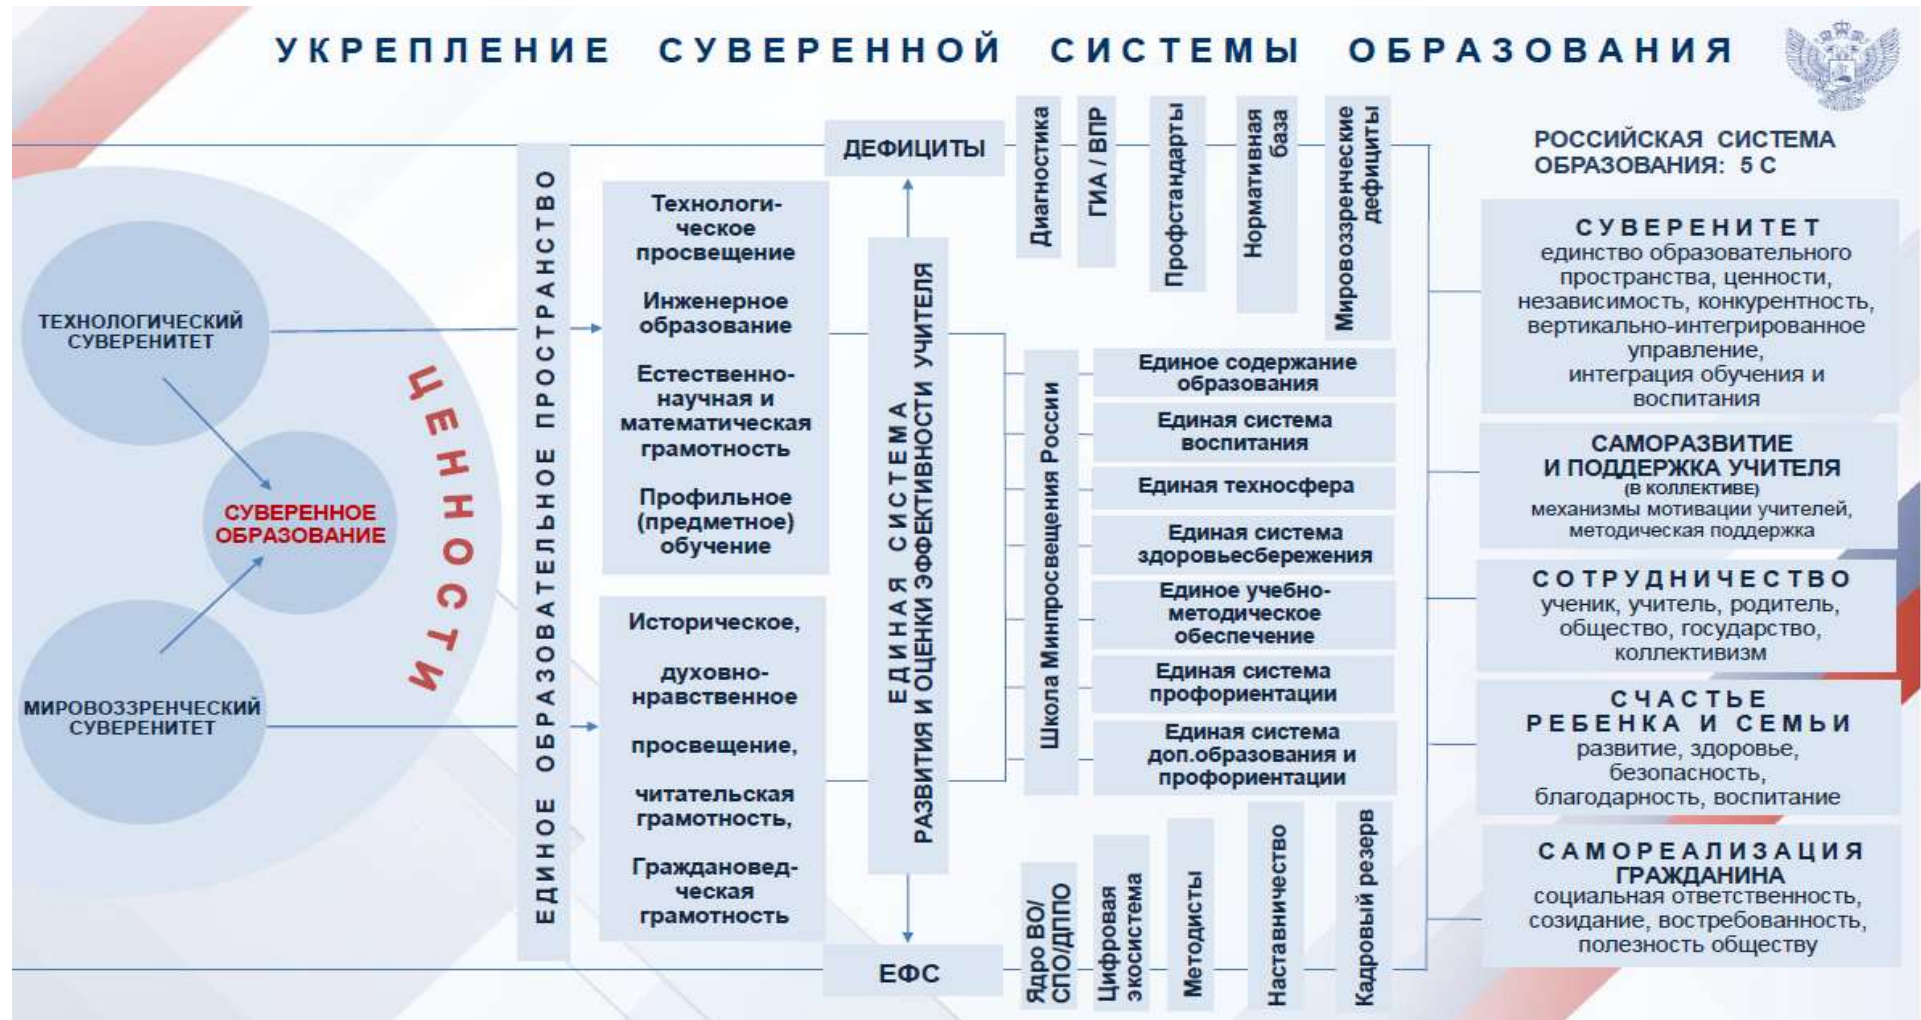 УКРЕПЛЕНИЕ СУВЕРЕННОЙ СИСТЕМЫ ОБРАЗОВАНИЯ
ТЕХНОЛОГИЧЕСКИЙ
СУВЕРЕНИТЕТ
СУВЕРЕННОЕ
ОБРАЗОВАНИЕ
МИРОВОЗЗРЕНЧЕСКИЙ
СУВЕРЕНИТЕТ
ЦЕННОСТИ
ЕДИНОЕ ОБРАЗОВАТЕЛЬНОЕ ПРОСТРАНСТВО
Технологи-
ческое
просвещение
Инженерное
образование
Естественно-
научная и
математическая
грамотность
Профильное
(предметное)
обучение
Историческое,
духовно-
нравственное
просвещение,
читательская
грамотность,
Граждановед-
ческая
грамотность
ДЕФИЦИТЫ
ЕДИНАЯ СИСТЕМА
РАЗВИТИЯ И ОЦЕНКИ ЭФФЕКТИВНОСТИ УЧИТЕЛЯ
ЕФС
Диагностика
ГИА / ВПР
Профстандарты
Нормативная
база
Мировоззренческие
дефициты
Школа Минпросвещения России
Единое содержание
образования
Единая система
воспитания
Единая техносфера
Единая система
здоровьесбережения
Единое учебно-
методическое
обеспечение
Единая система
профориентации
Единая система
доп.образования и
профориентации
Ядро ВО/
СПО/ДППО
Цифровая
экосистема
Методисты
Наставничество
Кадровый резерв
РОССИЙСКАЯ СИСТЕМА
ОБРАЗОВАНИЯ: 5 С
СУВЕРЕНИТЕТ
единство образовательного
пространства, ценности,
независимость, конкурентность,
вертикально-интегрированное
управление,
интеграция обучения и
воспитания
САМОРАЗВИТИЕ
И ПОДДЕРЖКА УЧИТЕЛЯ
(В КОЛЛЕКТИВЕ)
механизмы мотивации учителей,
методическая поддержка
СОТРУДНИЧЕСТВО
ученик, учитель, родитель,
общество, государство,
коллективизм
СЧАСТЬЕ
РЕБЕНКА И СЕМЬИ
развитие, здоровье,
безопасность,
благодарность, воспитание
САМОРЕАЛИЗАЦИЯ
ГРАЖДАНИНА
социальная ответственность,
созидание, востребованность,
полезность обществу